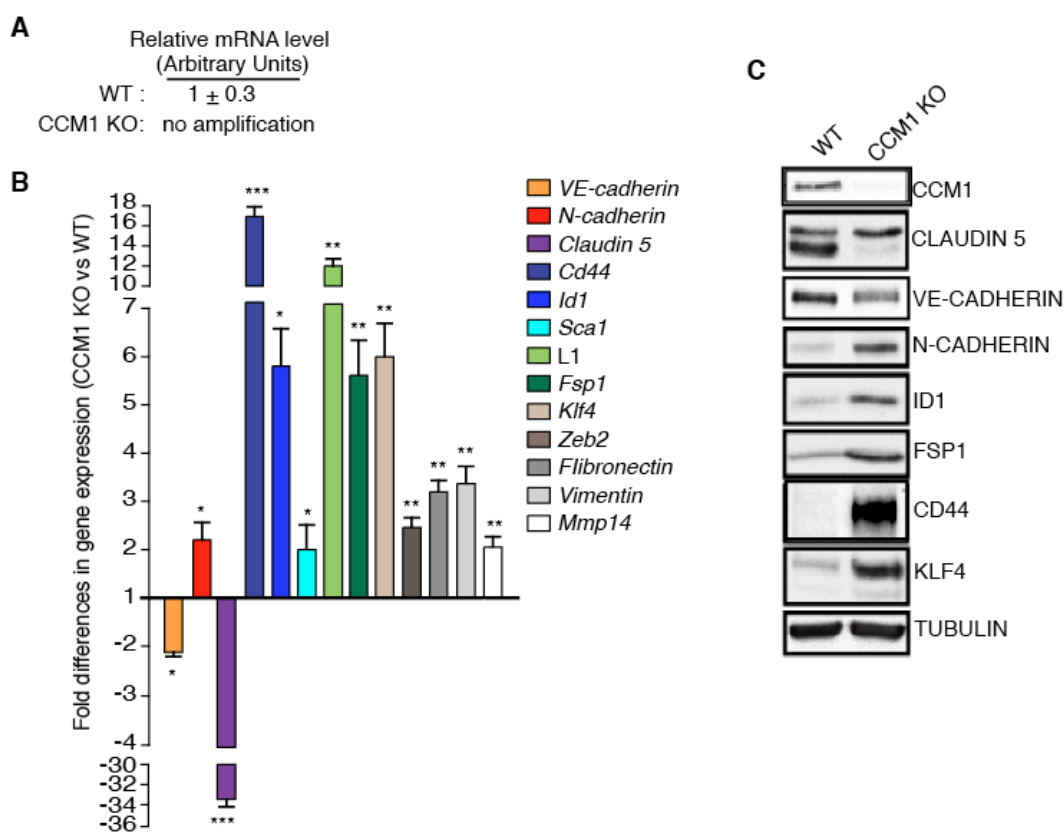 A
Relative mRNA level
(Arbitrary Units)
WT : 1 ± 0.3
CCM1 KO: no amplification
B
Fold differences in gene expression (CCM1 KO vs WT)
18
16
14
12
10
7
6
5
4
3
2
1
-2
-3
-4
-30
-32
-34
-36
*
*
***
***
*
*
**
**
**
**
**
**
**
VE-cadherin
N-cadherin
Claudin 5
Cd44
Id1
Sca1
L1
Fsp1
Klf4
Zeb2
Flibronectin
Vimentin
Mmp14
C
WT CCM1 KO
CCM1
CLAUDIN 5
VE-CADHERIN
N-CADHERIN
ID1
FSP1
CD44
KLF4
TUBULIN